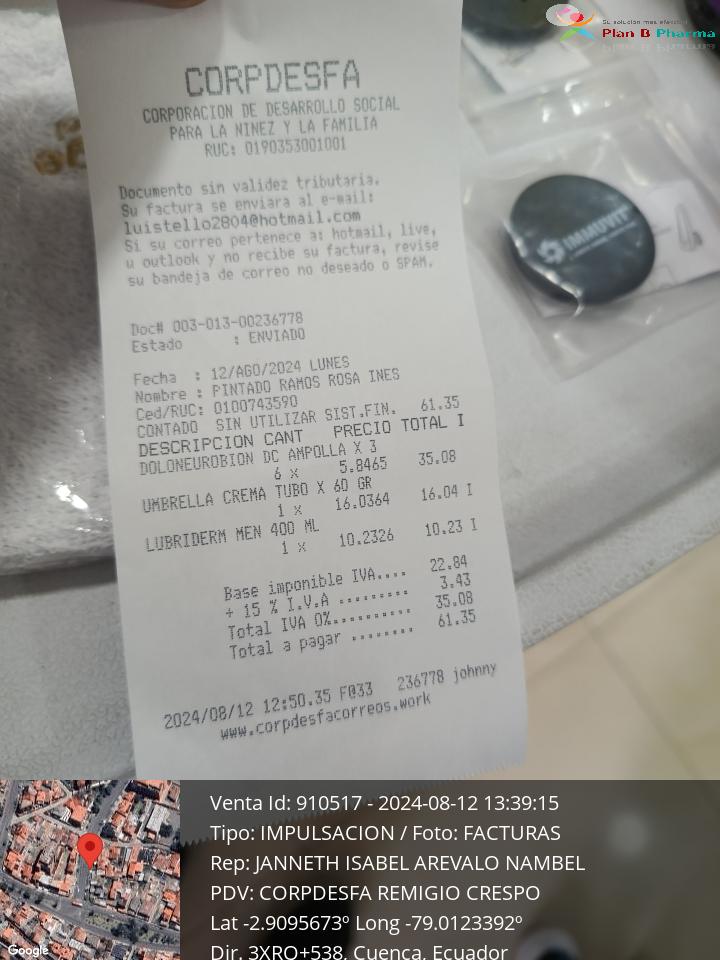 Su solución más efectiva
Plan B Pharma
CORPDESFA
CORPORACION DE DESARROLLO SOCIAL
PARA LA NINEZ Y LA FAMILIA
RUC: 0190353001001
Documento sin validez tributaria.
Su factura se enviara al e-mail:
luistello2804@hotmail.com
Si su correo pertenece a: hotmail, live,
u outlook y no recibe su factura, revise
su bandeja de correo no deseado o SPAM.
Doc# 003-013-00236778
Estado : ENVIADO
Fecha : 12/AGO/2024 LUNES
Nombre : PINTADO RAMOS ROSA INES
Ced/RUC: 0100743590
CONTADO SIN UTILIZAR SIST.FIN. 61.35
DESCRIPCION CANT PRECIO TOTAL I
DOLONEUROBION DC AMPOLLA X 3
6 x 5.8465 35.08
UMBRELLA CREMA TUBO X 60 GR
1 x 16.0364 16.04 I
LUBRIDERM MEN 400 ML
1 x 10.2326 10.23 I
Base imponible IVA.... 22.84
+ 15 % I.V.A ......... 3.43
Total IVA 0%.......... 35.08
Total a pagar ........ 61.35
2024/08/12 12:50.35 F@33 236778 johnny
www.corpdesfacorreos.work
IMMUVIT
Venta Id: 910517 - 2024-08-12 13:39:15
Tipo: IMPULSACION / Foto: FACTURAS
Rep: JANNETH ISABEL AREVALO NAMBEL
PDV: CORPDESFA REMIGIO CRESPO
Lat -2.9095673º Long -79.0123392º
Dir. 3XRQ+538, Cuenca, Ecuador
Google